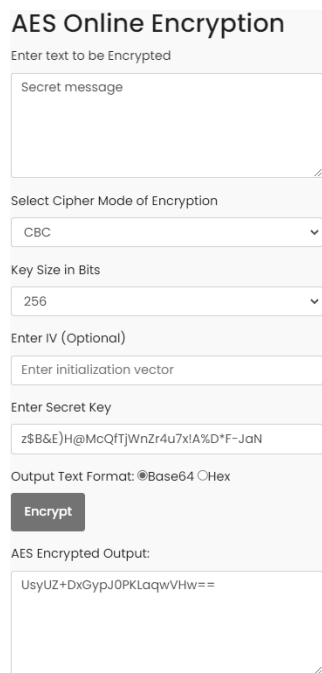 AES Online Encryption
Enter text to be Encrypted
Secret message
Select Cipher Mode of Encryption
CBC
Key Size in Bits
256
Enter IV (Optional)
Enter initialization vector
Enter Secret Key
z$B&E)H@McQfTjWnZr4u7x!A%D*F-JaN
Output Text Format: Base64 Hex
Encrypt
AES Encrypted Output:
UsyUZ+DxGypJ0PKLaqwVHw==